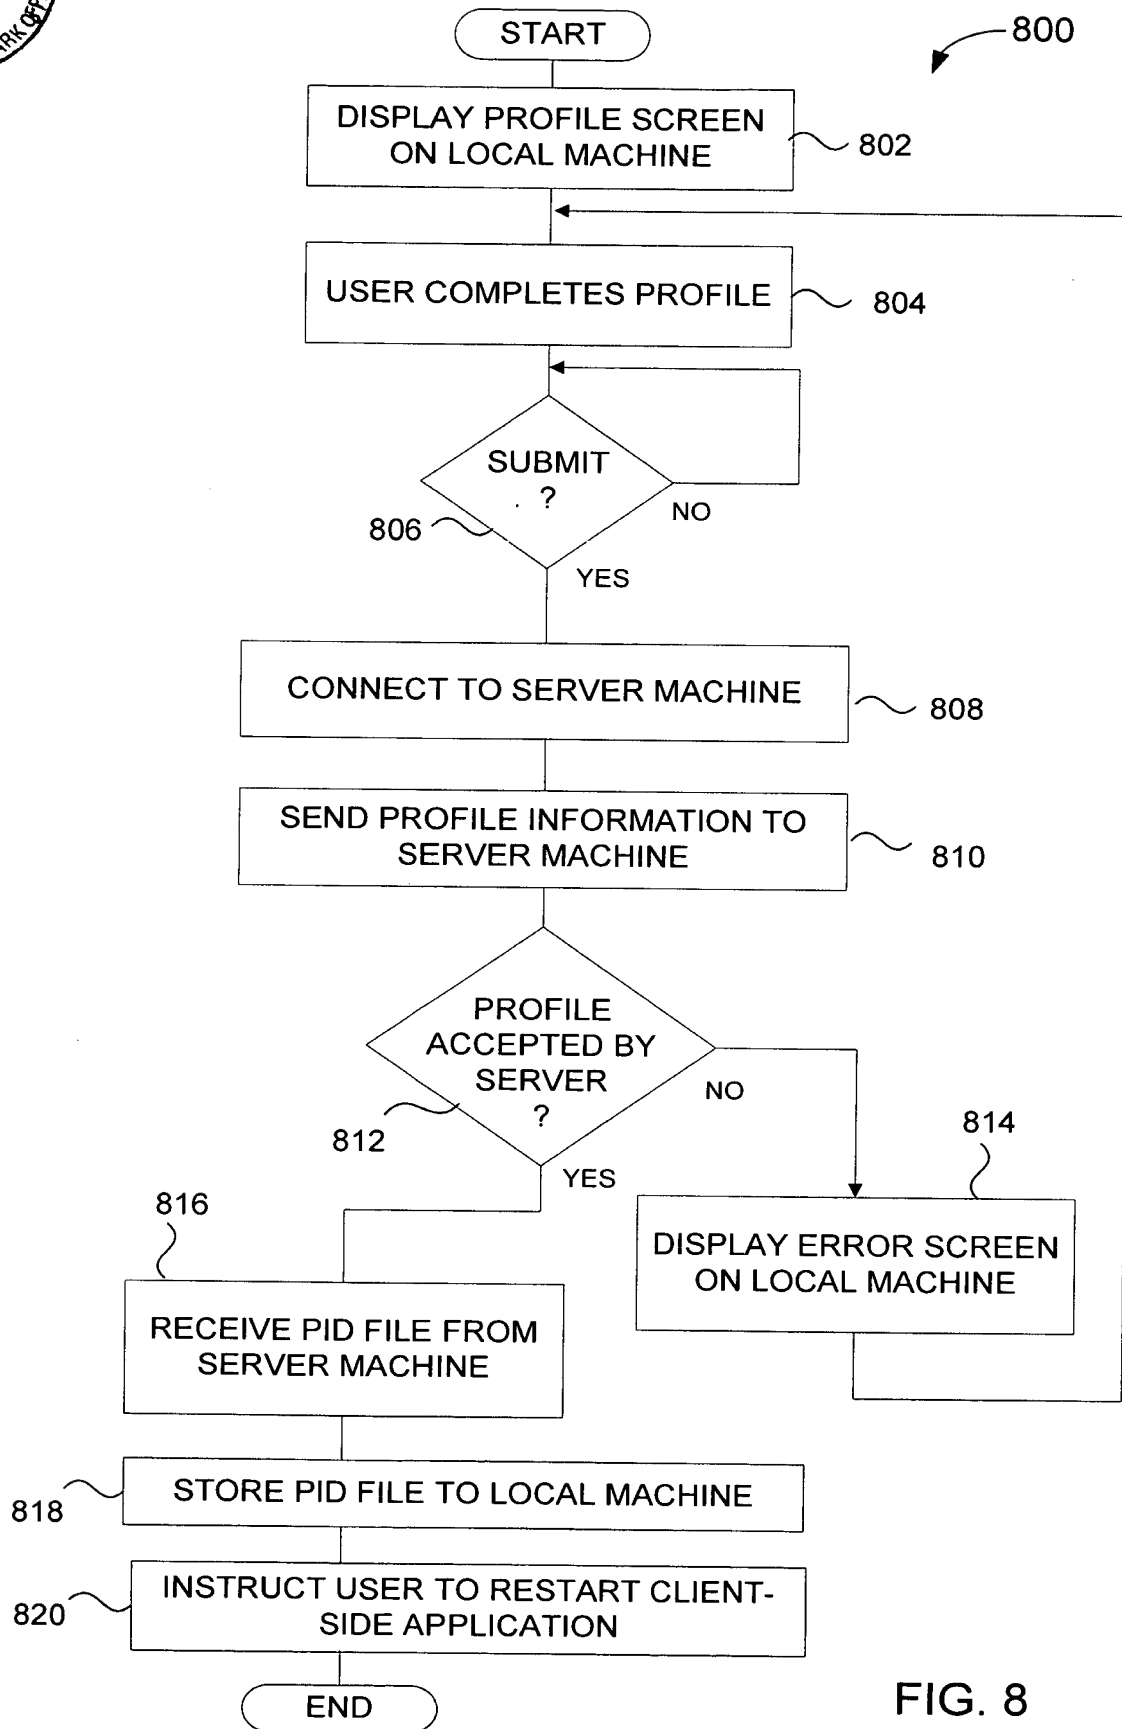 START
800
DISPLAY PROFILE SCREEN
ON LOCAL MACHINE
802
USER COMPLETES PROFILE
804
SUBMIT
?
806
NO
YES
CONNECT TO SERVER MACHINE
808
SEND PROFILE INFORMATION TO
SERVER MACHINE
810
PROFILE
ACCEPTED BY
SERVER
?
812
NO
YES
814
816
DISPLAY ERROR SCREEN
ON LOCAL MACHINE
RECEIVE PID FILE FROM
SERVER MACHINE
STORE PID FILE TO LOCAL MACHINE
818
INSTRUCT USER TO RESTART CLIENT-
SIDE APPLICATION
820
END
FIG. 8